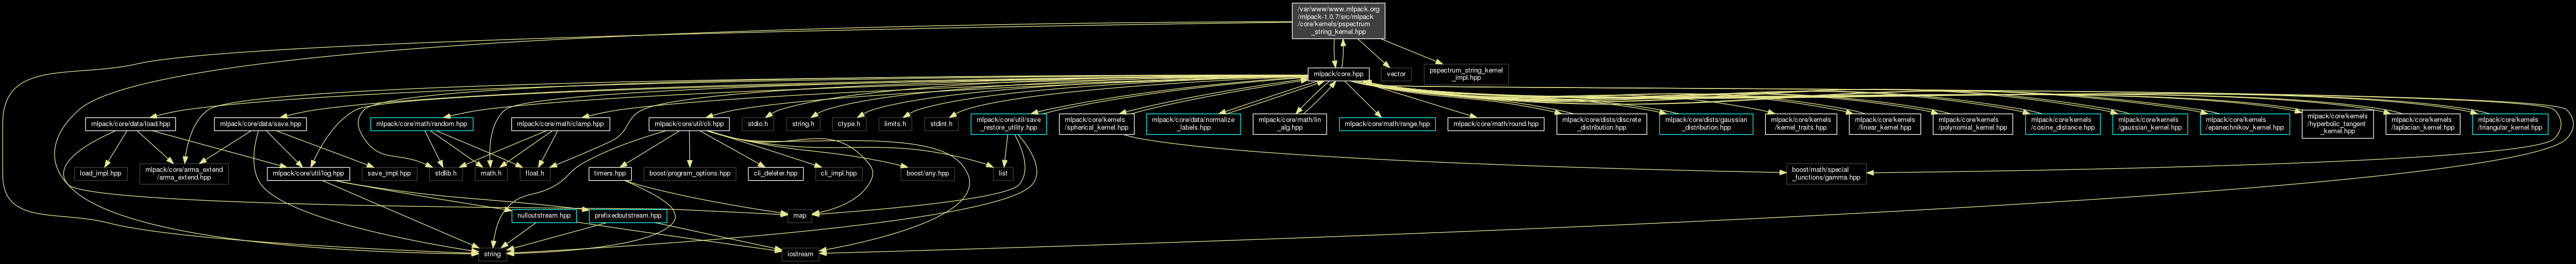 /var/www/www.mlpack.org
/mlpack-1.0.7/src/mlpack
/core/kernels/pspectrum
_string_kernel.hpp
mlpack/core.hpp
vector
pspectrum_string_kernel
_impl.hpp
mlpack/core/data/load.hpp
mlpack/core/data/save.hpp
mlpack/core/math/random.hpp
mlpack/core/math/clamp.hpp
mlpack/core/util/cli.hpp
stdio.h
string.h
ctype.h
limits.h
stdint.h
mlpack/core/util/save
_restore_utility.hpp
mlpack/core/kernels
/spherical_kernel.hpp
mlpack/core/data/normalize
_labels.hpp
mlpack/core/math/lin
_alg.hpp
mlpack/core/math/range.hpp
mlpack/core/math/round.hpp
mlpack/core/dists/discrete
_distribution.hpp
mlpack/core/dists/gaussian
_distribution.hpp
mlpack/core/kernels
/kernel_traits.hpp
mlpack/core/kernels
/linear_kernel.hpp
mlpack/core/kernels
/polynomial_kernel.hpp
mlpack/core/kernels
/cosine_distance.hpp
mlpack/core/kernels
/gaussian_kernel.hpp
mlpack/core/kernels
/epanechnikov_kernel.hpp
mlpack/core/kernels
/hyperbolic_tangent
_kernel.hpp
mlpack/core/kernels
/laplacian_kernel.hpp
mlpack/core/kernels
/triangular_kernel.hpp
load_impl.hpp
mlpack/core/arma_extend
/arma_extend.hpp
mlpack/core/util/log.hpp
save_impl.hpp
stdlib.h
math.h
float.h
timers.hpp
boost/program_options.hpp
cli_deleter.hpp
cli_impl.hpp
boost/any.hpp
list
boost/math/special
_functions/gamma.hpp
nulloutstream.hpp
prefixedoutstream.hpp
map
string
iostream